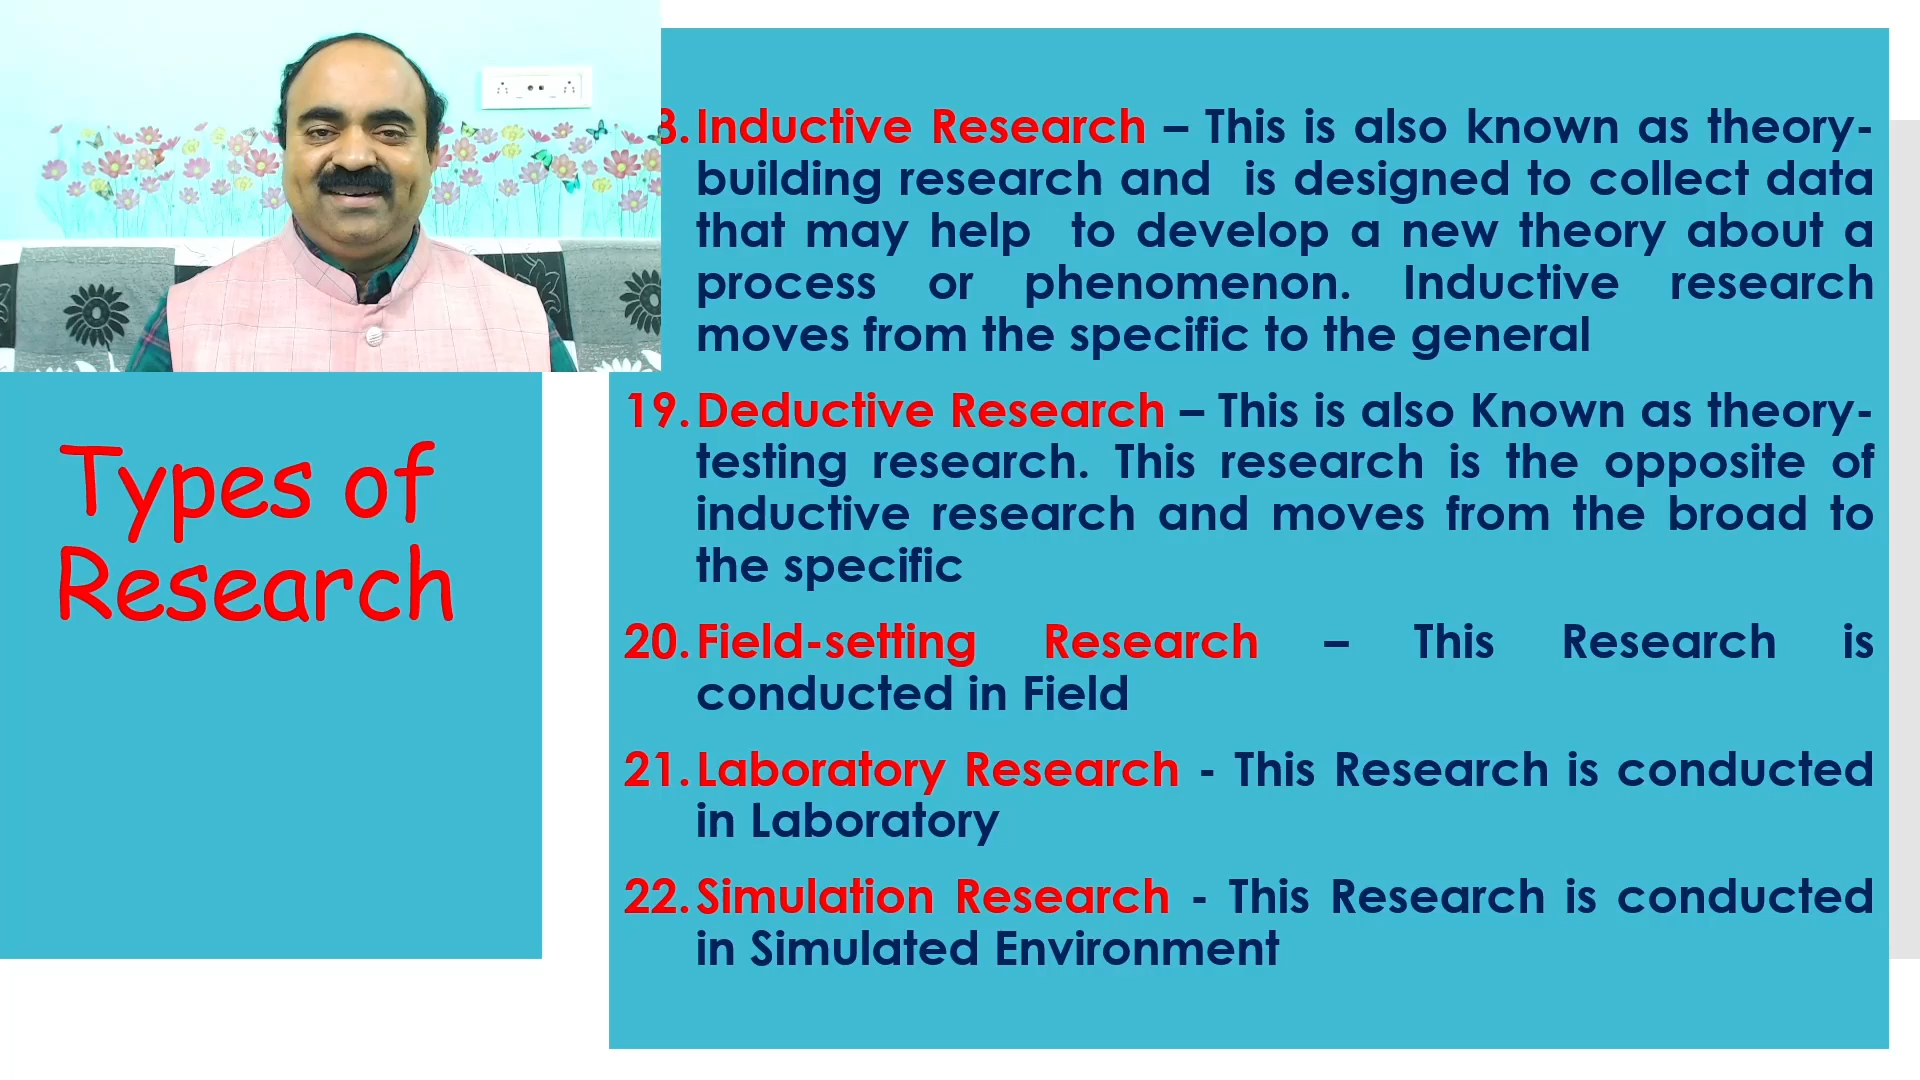 Types of
Research
8. Inductive Research – This is also known as theory-
building research and is designed to collect data
that may help to develop a new theory about a
process or phenomenon. Inductive research
moves from the specific to the general
19. Deductive Research – This is also Known as theory-
testing research. This research is the opposite of
inductive research and moves from the broad to
the specific
20. Field-setting Research – This Research is
conducted in Field
21. Laboratory Research - This Research is conducted
in Laboratory
22. Simulation Research - This Research is conducted
in Simulated Environment